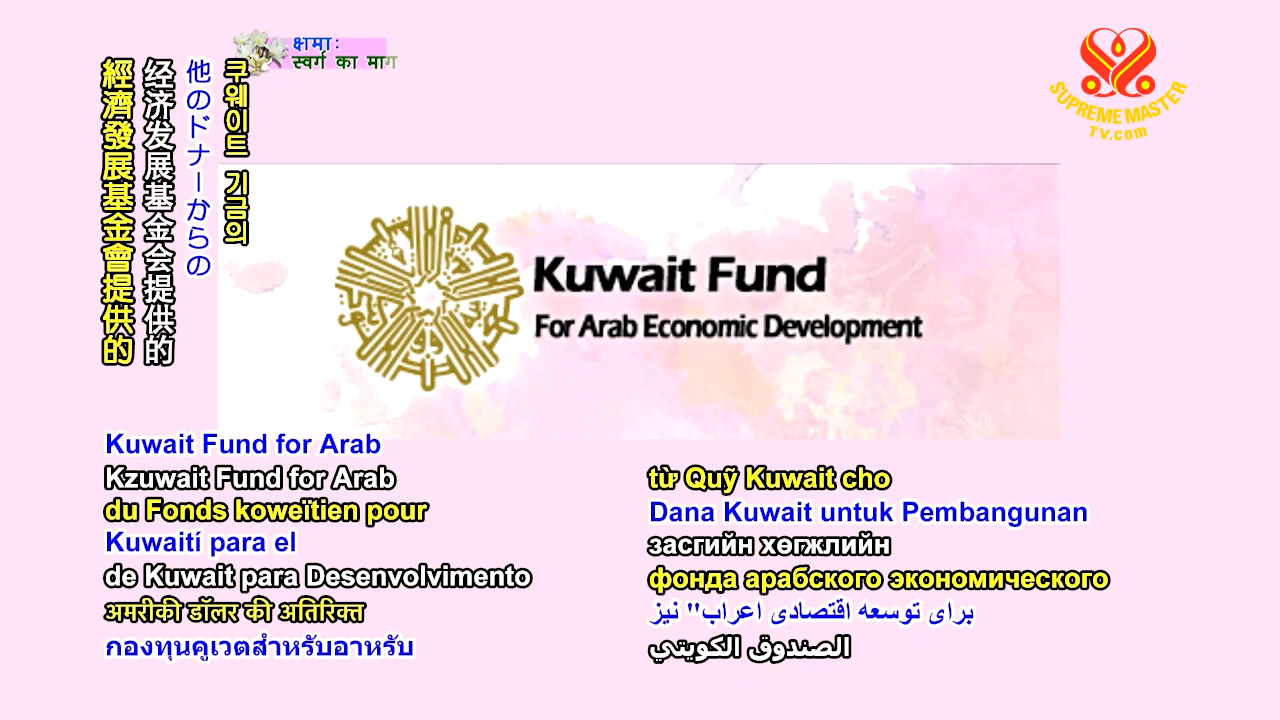 क्षमा:
स्वर्ग का माग
SUPREME MASTER
TV.com
쿠웨이트 기금의
他のドナーからの
经济发展基金会提供的
經濟發展基金會提供的
Kuwait Fund
For Arab Economic Development
Kuwait Fund for Arab
Kzuwait Fund for Arab
du Fonds koweïtien pour
Kuwaití para el
de Kuwait para Desenvolvimento
अमरीकी डॉलर की अतिरिक्त
กองทุนคูเวตสำหรับอาหรับ
từ Quỹ Kuwait cho
Dana Kuwait untuk Pembangunan
засгийн хөгжлийн
фонда арабского экономического
برای توسعه اقتصادی اعراب" نیز
الصندوق الكويتي